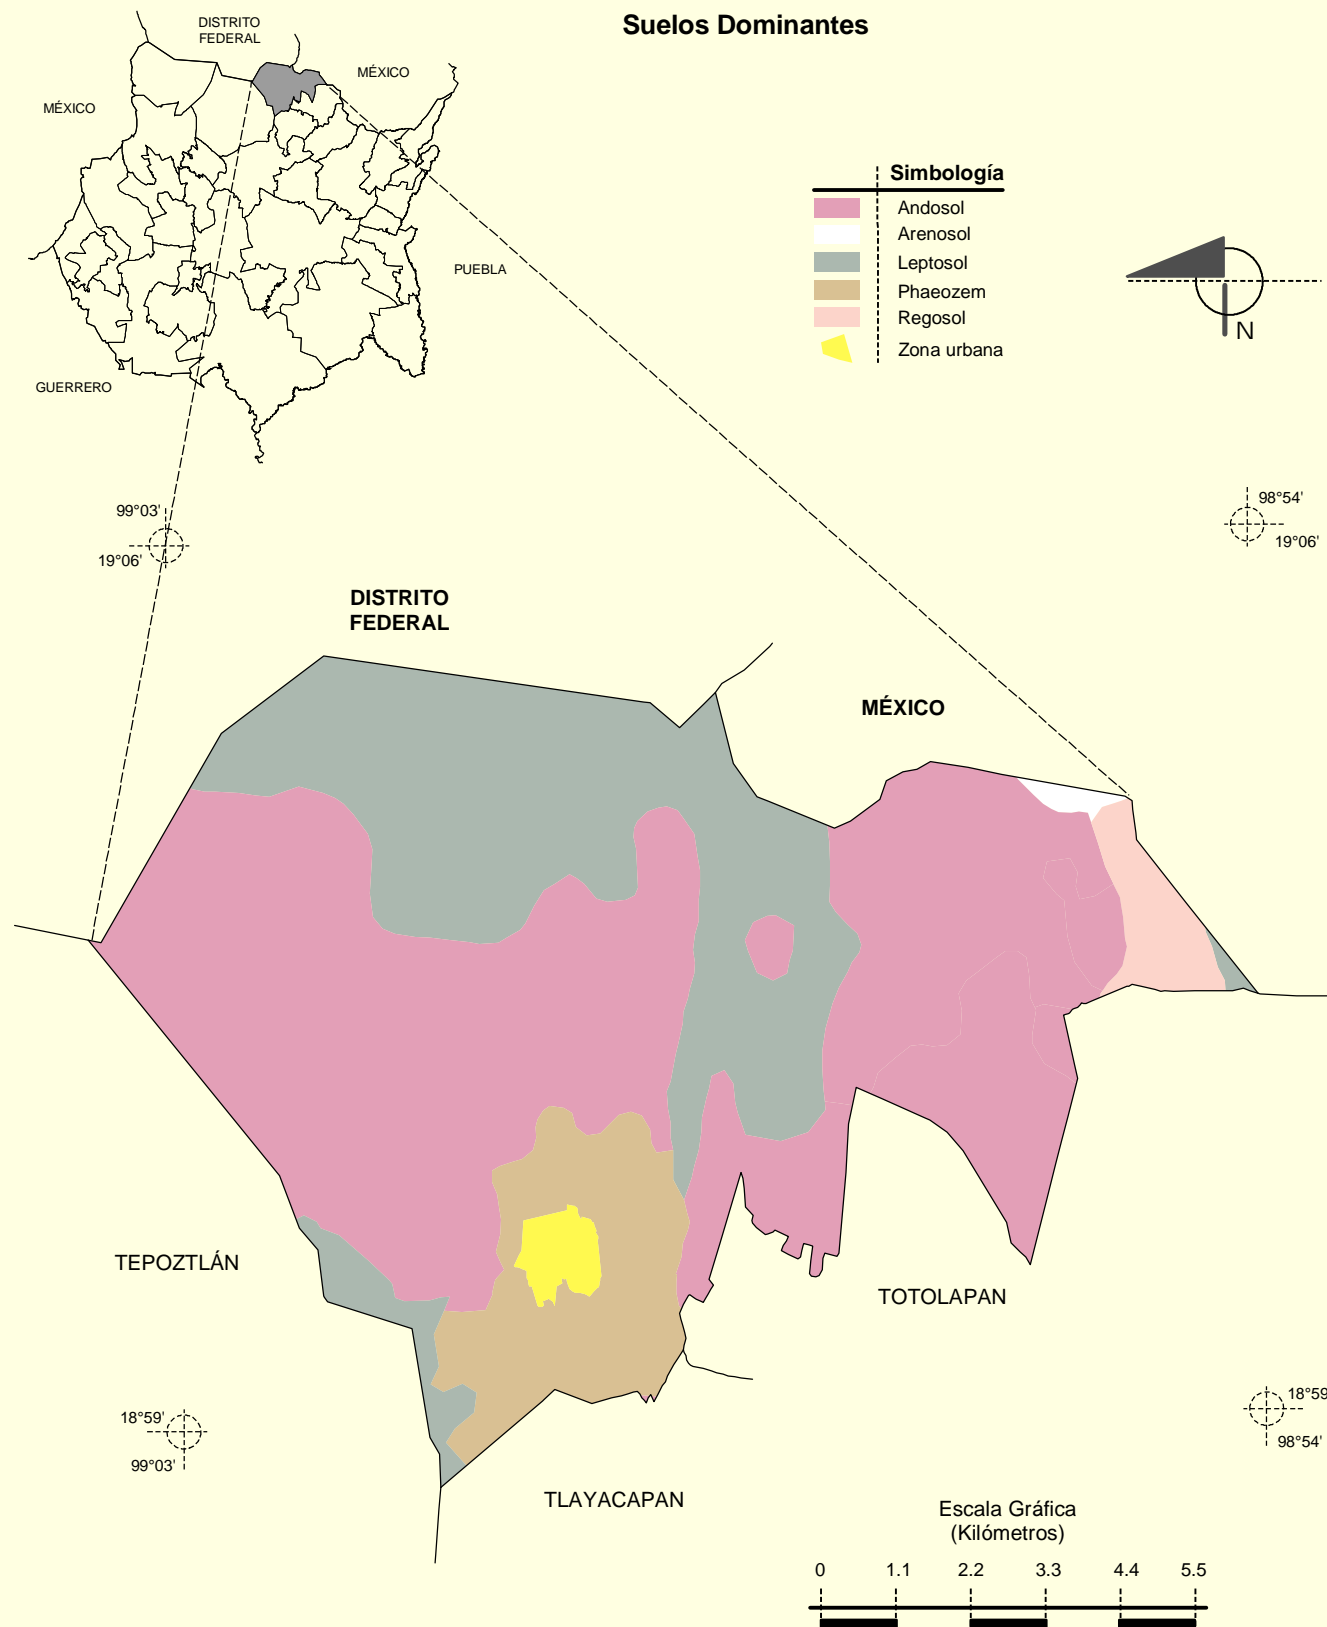 Suelos Dominantes
DISTRITO
FEDERAL
MÉXICO
MÉXICO
PUEBLA
GUERRERO
Simbología
Andosol
Arenosol
Leptosol
Phaeozem
Regosol
Zona urbana
N
99°03'
19°06'
98°54'
19°06'
DISTRITO
FEDERAL
MÉXICO
TEPOZTLÁN
TOTOLAPAN
18°59'
99°03'
18°59'
98°54'
TLAYACAPAN
Escala Gráfica
(Kilómetros)
0 1.1 2.2 3.3 4.4 5.5